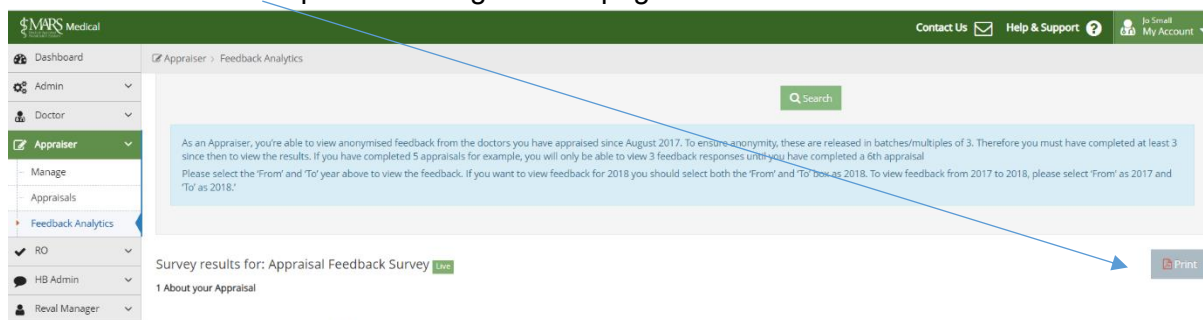 MARS Medical
Contact Us Help & Support Jo Small
My Account
Dashboard
Appraiser > Feedback Analytics
Admin
Search
Doctor
Appraiser
As an Appraiser, you're able to view anonymised feedback from the doctors you have appraised since August 2017. To ensure anonymity, these are released in batches/multiples of 3. Therefore you must have completed at least 3
since then to view the results. If you have completed 5 appraisals for example, you will only be able to view 3 feedback responses until you have completed a 6th appraisal
Manage
Please select the 'From' and 'To' year above to view the feedback. If you want to view feedback for 2018 you should select both the 'From' and 'To' box as 2018. To view feedback from 2017 to 2018, please select 'From' as 2017 and
'To' as 2018.'
Appraisals
Feedback Analytics
RO
Survey results for: Appraisal Feedback Survey Live
Print
HB Admin
1 About your Appraisal
Reval Manager